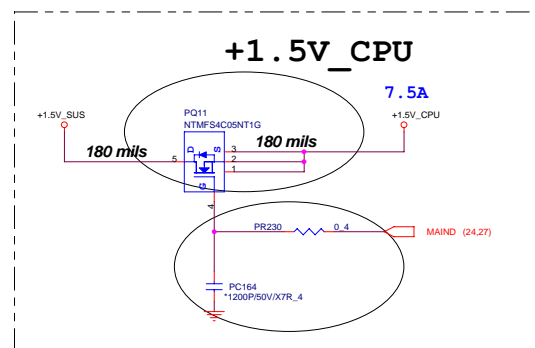 +1.5V_CPU
7.5A
+1.5V_SUS
PQ11
NTMFS4C05NT1G
+1.5V_CPU
180 mils
5
D
S
G
3
2
1
180 mils
4
PR230
0_4
MAIND (24,27)
PC164
*1200P/50V/X7R_4